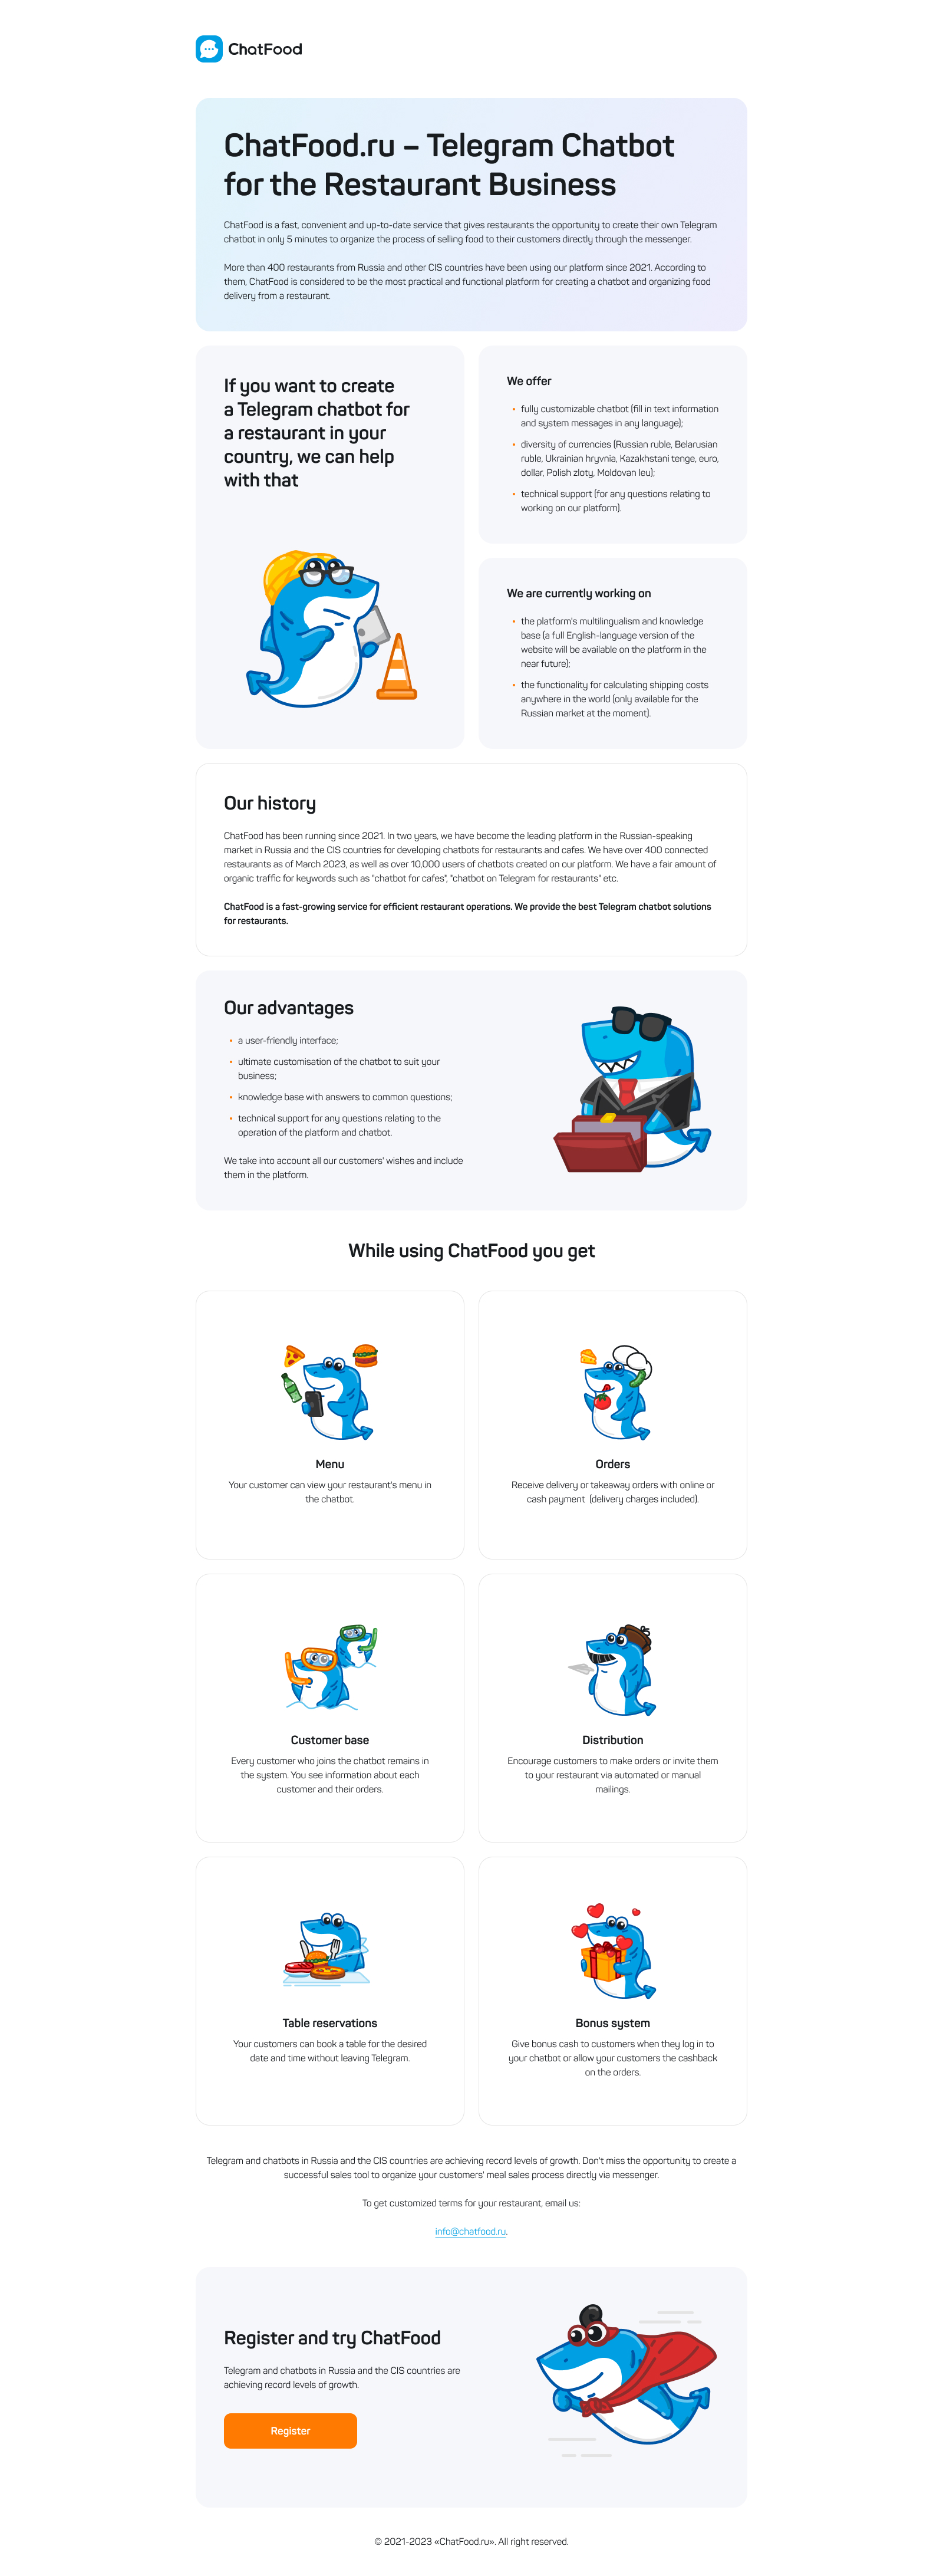 ChatFood
ChatFood.ru – Telegram Chatbot
for the Restaurant Business
ChatFood is a fast, convenient and up-to-date service that gives restaurants the opportunity to create their own Telegram
chatbot in only 5 minutes to organize the process of selling food to their customers directly through the messenger.
More than 400 restaurants from Russia and other CIS countries have been using our platform since 2021. According to
them, ChatFood is considered to be the most practical and functional platform for creating a chatbot and organizing food
delivery from a restaurant.
If you want to create
a Telegram chatbot for
a restaurant in your
country, we can help
with that
We offer
• fully customizable chatbot (fill in text information
and system messages in any language);
• diversity of currencies (Russian ruble, Belarusian
ruble, Ukrainian hryvnia, Kazakhstani tenge, euro,
dollar, Polish zloty, Moldovan leu);
• technical support (for any questions relating to
working on our platform).
We are currently working on
• the platform's multilingualism and knowledge
base (a full English-language version of the
website will be available on the platform in the
near future);
• the functionality for calculating shipping costs
anywhere in the world (only available for the
Russian market at the moment).
Our history
ChatFood has been running since 2021. In two years, we have become the leading platform in the Russian-speaking
market in Russia and the CIS countries for developing chatbots for restaurants and cafes. We have over 400 connected
restaurants as of March 2023, as well as over 10,000 users of chatbots created on our platform. We have a fair amount of
organic traffic for keywords such as "chatbot for cafes", "chatbot on Telegram for restaurants" etc.
ChatFood is a fast-growing service for efficient restaurant operations. We provide the best Telegram chatbot solutions
for restaurants.
Our advantages
• a user-friendly interface;
• ultimate customisation of the chatbot to suit your
business;
• knowledge base with answers to common questions;
• technical support for any questions relating to the
operation of the platform and chatbot.
We take into account all our customers' wishes and include
them in the platform.
While using ChatFood you get
Menu
Your customer can view your restaurant's menu in
the chatbot.
Orders
Receive delivery or takeaway orders with online or
cash payment (delivery charges included).
Customer base
Every customer who joins the chatbot remains in
the system. You see information about each
customer and their orders.
Distribution
Encourage customers to make orders or invite them
to your restaurant via automated or manual
mailings.
Table reservations
Your customers can book a table for the desired
date and time without leaving Telegram.
Bonus system
Give bonus cash to customers when they log in to
your chatbot or allow your customers the cashback
on the orders.
Telegram and chatbots in Russia and the CIS countries are achieving record levels of growth. Don't miss the opportunity to create a
successful sales tool to organize your customers' meal sales process directly via messenger.
To get customized terms for your restaurant, email us:
info@chatfood.ru.
Register and try ChatFood
Telegram and chatbots in Russia and the CIS countries are
achieving record levels of growth.
Register
© 2021-2023 «ChatFood.ru». All right reserved.